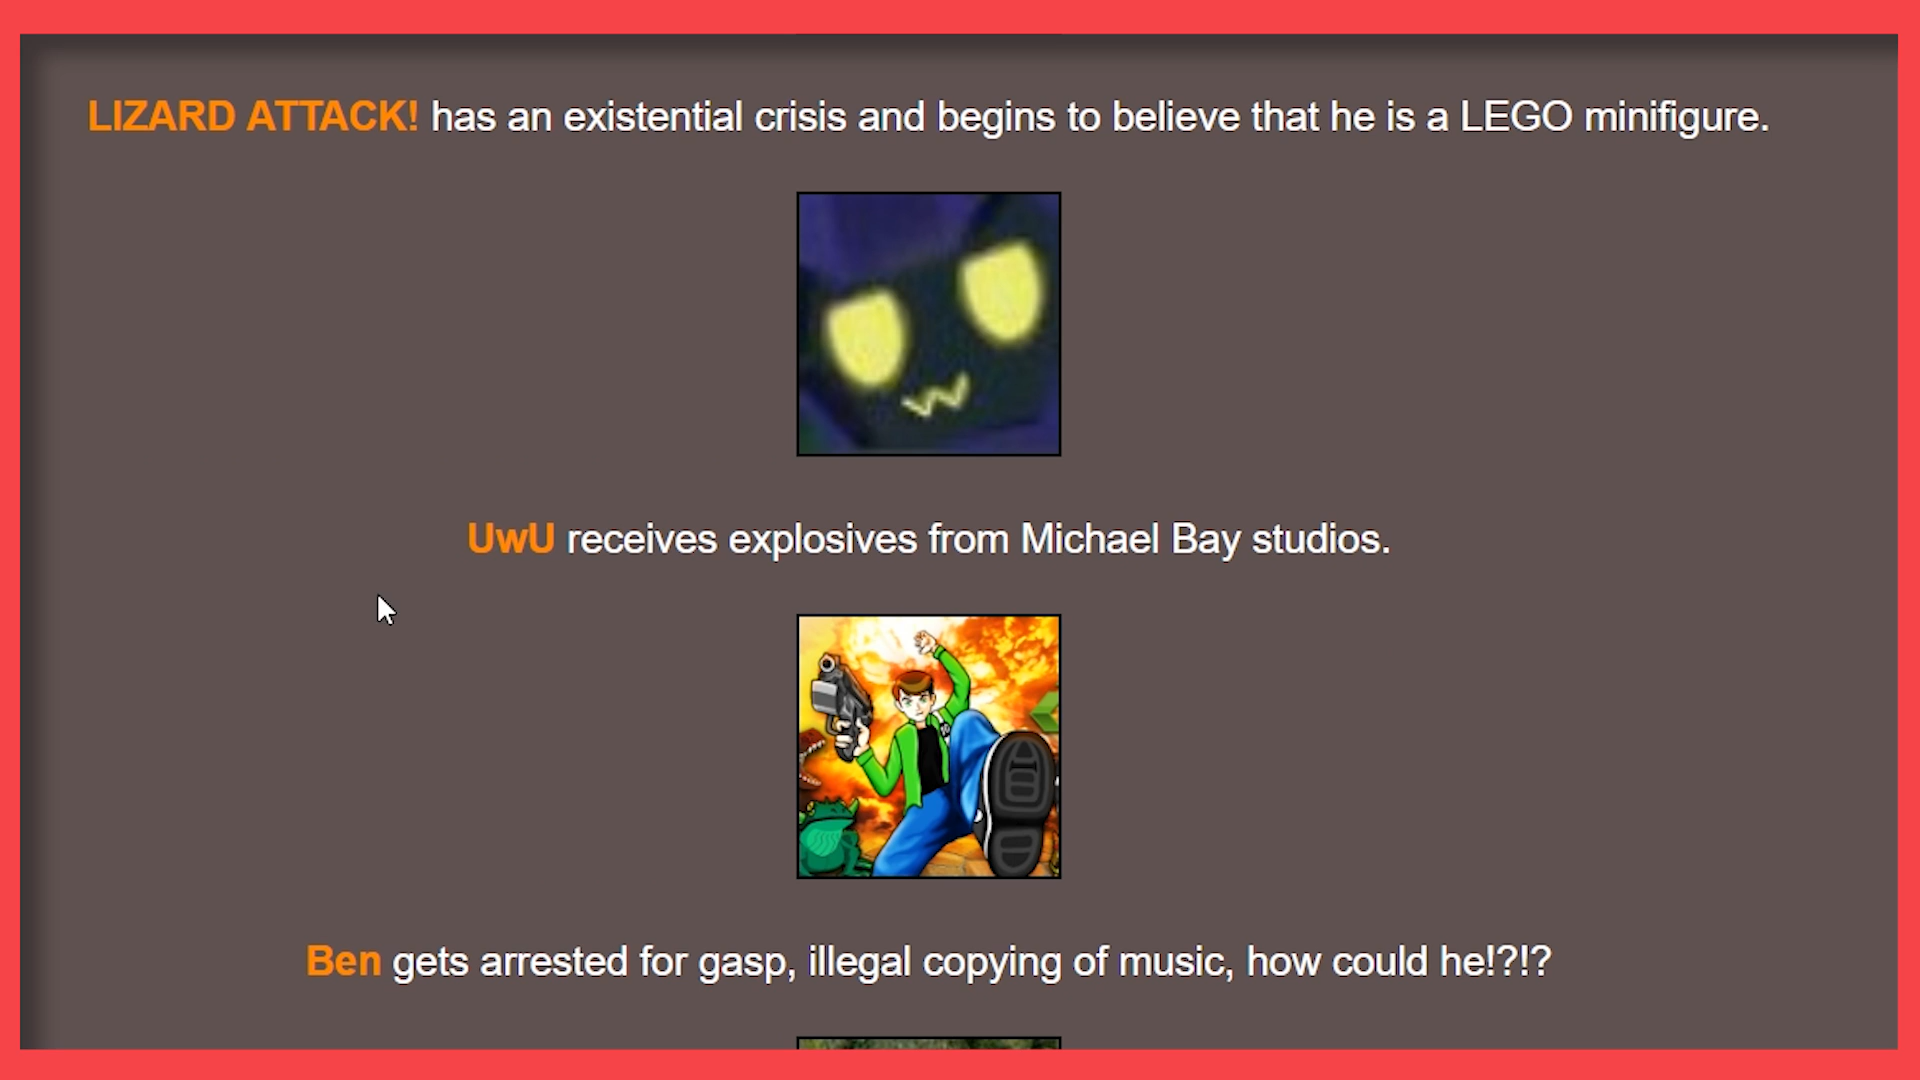 LIZARD ATTACK! has an existential crisis and begins to believe that he is a LEGO minifigure.
UwU receives explosives from Michael Bay studios.
Ben gets arrested for gasp, illegal copying of music, how could he!?!?